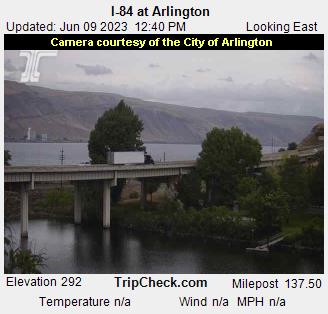 I-84 at Arlington
Updated: Jun 09 2023 12:40 PM Looking East
Camera courtesy of the City of Arlington
Elevation 292 TripCheck.com Milepost 137.50
Temperature n/a Wind n/a MPH n/a